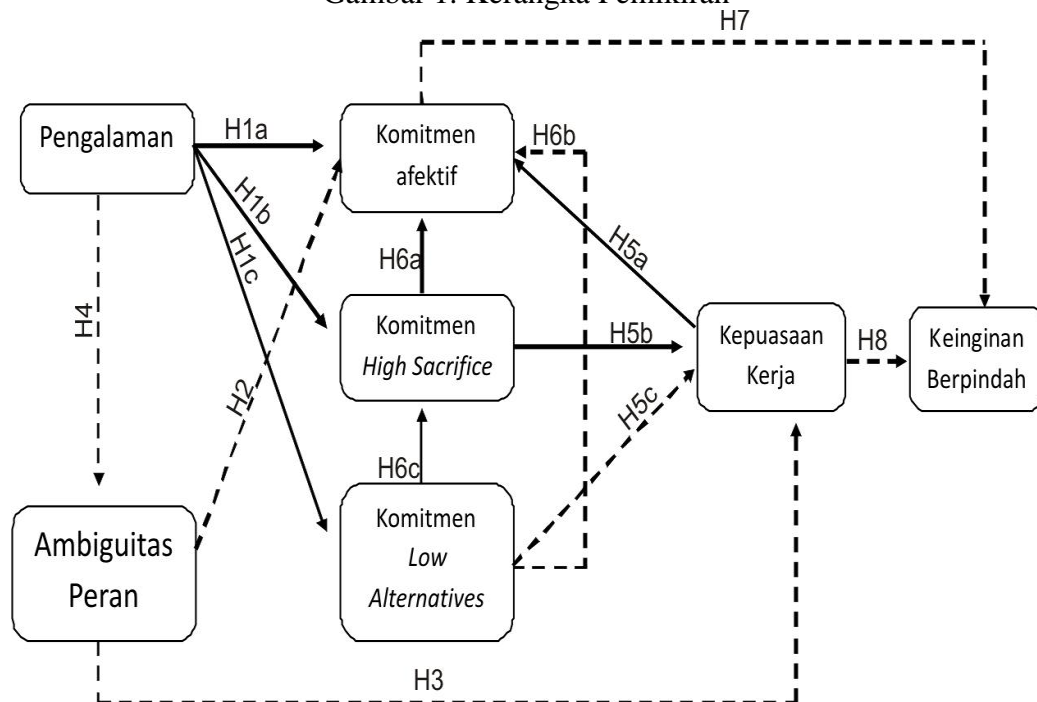 Gambar 1. Kerangka Pemikiran
H7
Pengalaman
H1a
Komitmen
afektif
H6b
H1b
H1c
H6a
H5a
H4
H2
Komitmen
High Sacrifice
H5b
Kepuasaan
Kerja
H8
Keinginan
Berpindah
H5c
H6c
Ambiguitas
Peran
Komitmen
Low
Alternatives
H3